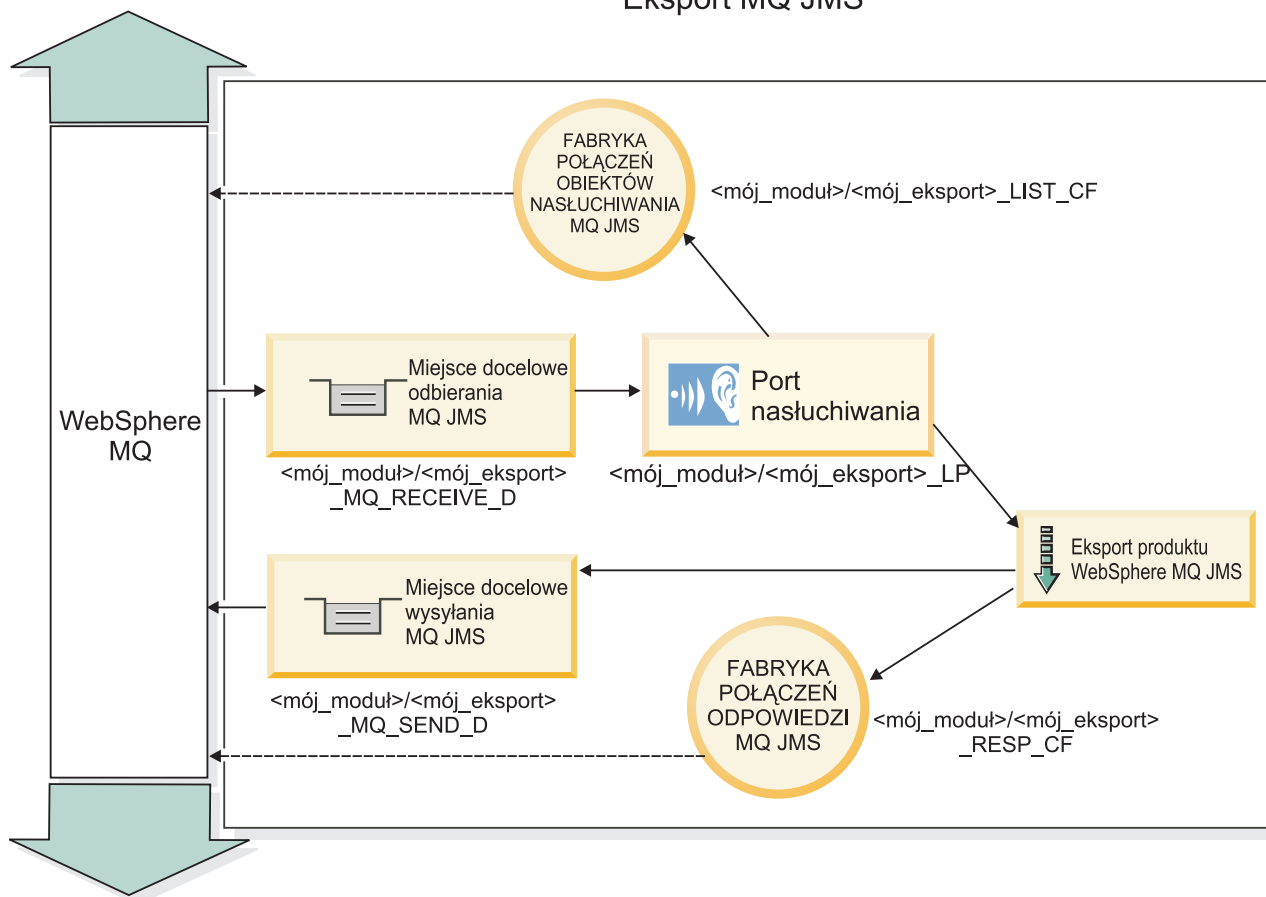 Eksport MQ JMS
FABRYKA
POŁĄCZEŃ
OBIEKTÓW
NASŁUCHIWANIA
MQ JMS
<mój_moduł>/<mój_eksport>_LIST_CF
WebSphere
MQ
Miejsce docelowe
odbierania
MQ JMS
<mój_moduł>/<mój_eksport>
_MQ_RECEIVE_D
Port
nasłuchiwania
<mój_moduł>/<mój_eksport>_LP
Eksport produktu
WebSphere MQ JMS
Miejsce docelowe
wysyłania
MQ JMS
<mój_moduł>/<mój_eksport>
_MQ_SEND_D
FABRYKA
POŁĄCZEŃ
ODPOWIEDZI
MQ JMS
<mój_moduł>/<mój_eksport>
_RESP_CF